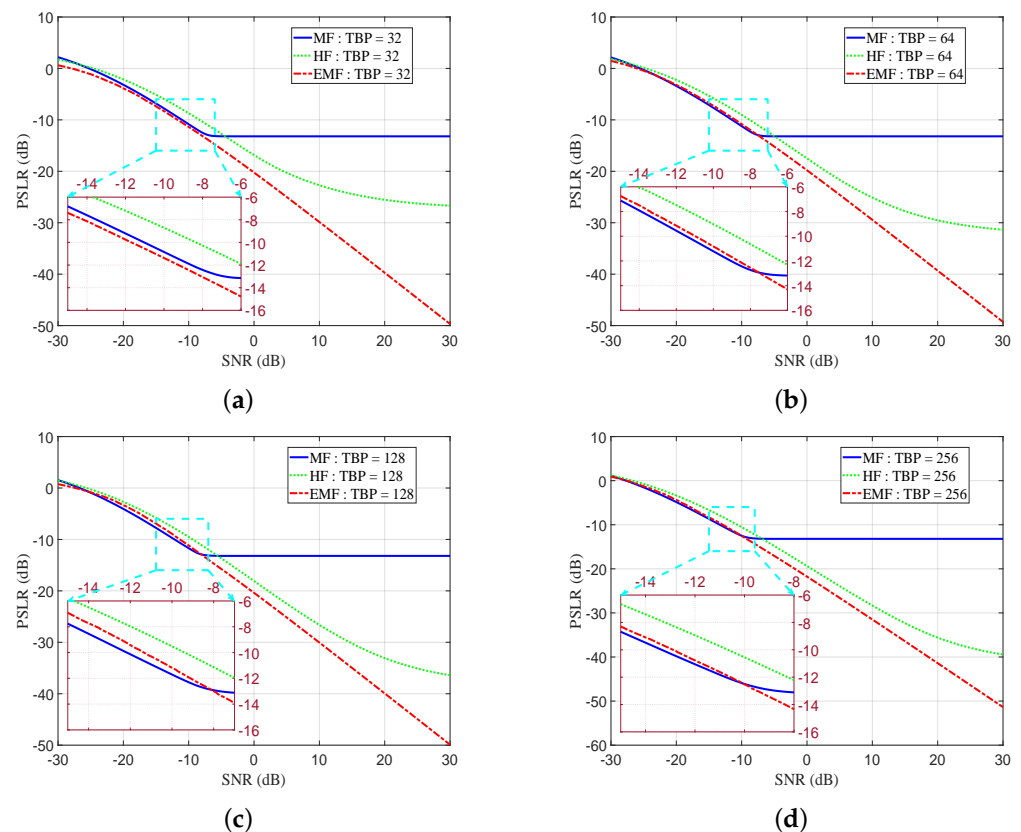 10
0
-10
-20
-30
-40
-50
PSLR (dB)
MF : TBP = 32
HF : TBP = 32
EMF : TBP = 32
-14 -12 -10 -8 -6
-6
-8
-10
-12
-14
-16
-30 -20 -10 0 10 20 30
SNR (dB)
(a)
10
0
-10
-20
-30
-40
-50
PSLR (dB)
MF : TBP = 64
HF : TBP = 64
EMF : TBP = 64
-14 -12 -10 -8 -6
-6
-8
-10
-12
-14
-16
-30 -20 -10 0 10 20 30
SNR (dB)
(b)
10
0
-10
-20
-30
-40
-50
PSLR (dB)
MF : TBP = 128
HF : TBP = 128
EMF : TBP = 128
-14 -12 -10 -8
-6
-8
-10
-12
-14
-16
-30 -20 -10 0 10 20 30
SNR (dB)
(c)
10
0
-10
-20
-30
-40
-50
-60
PSLR (dB)
MF : TBP = 256
HF : TBP = 256
EMF : TBP = 256
-14 -12 -10 -8
-6
-8
-10
-12
-14
-16
-30 -20 -10 0 10 20 30
SNR (dB)
(d)